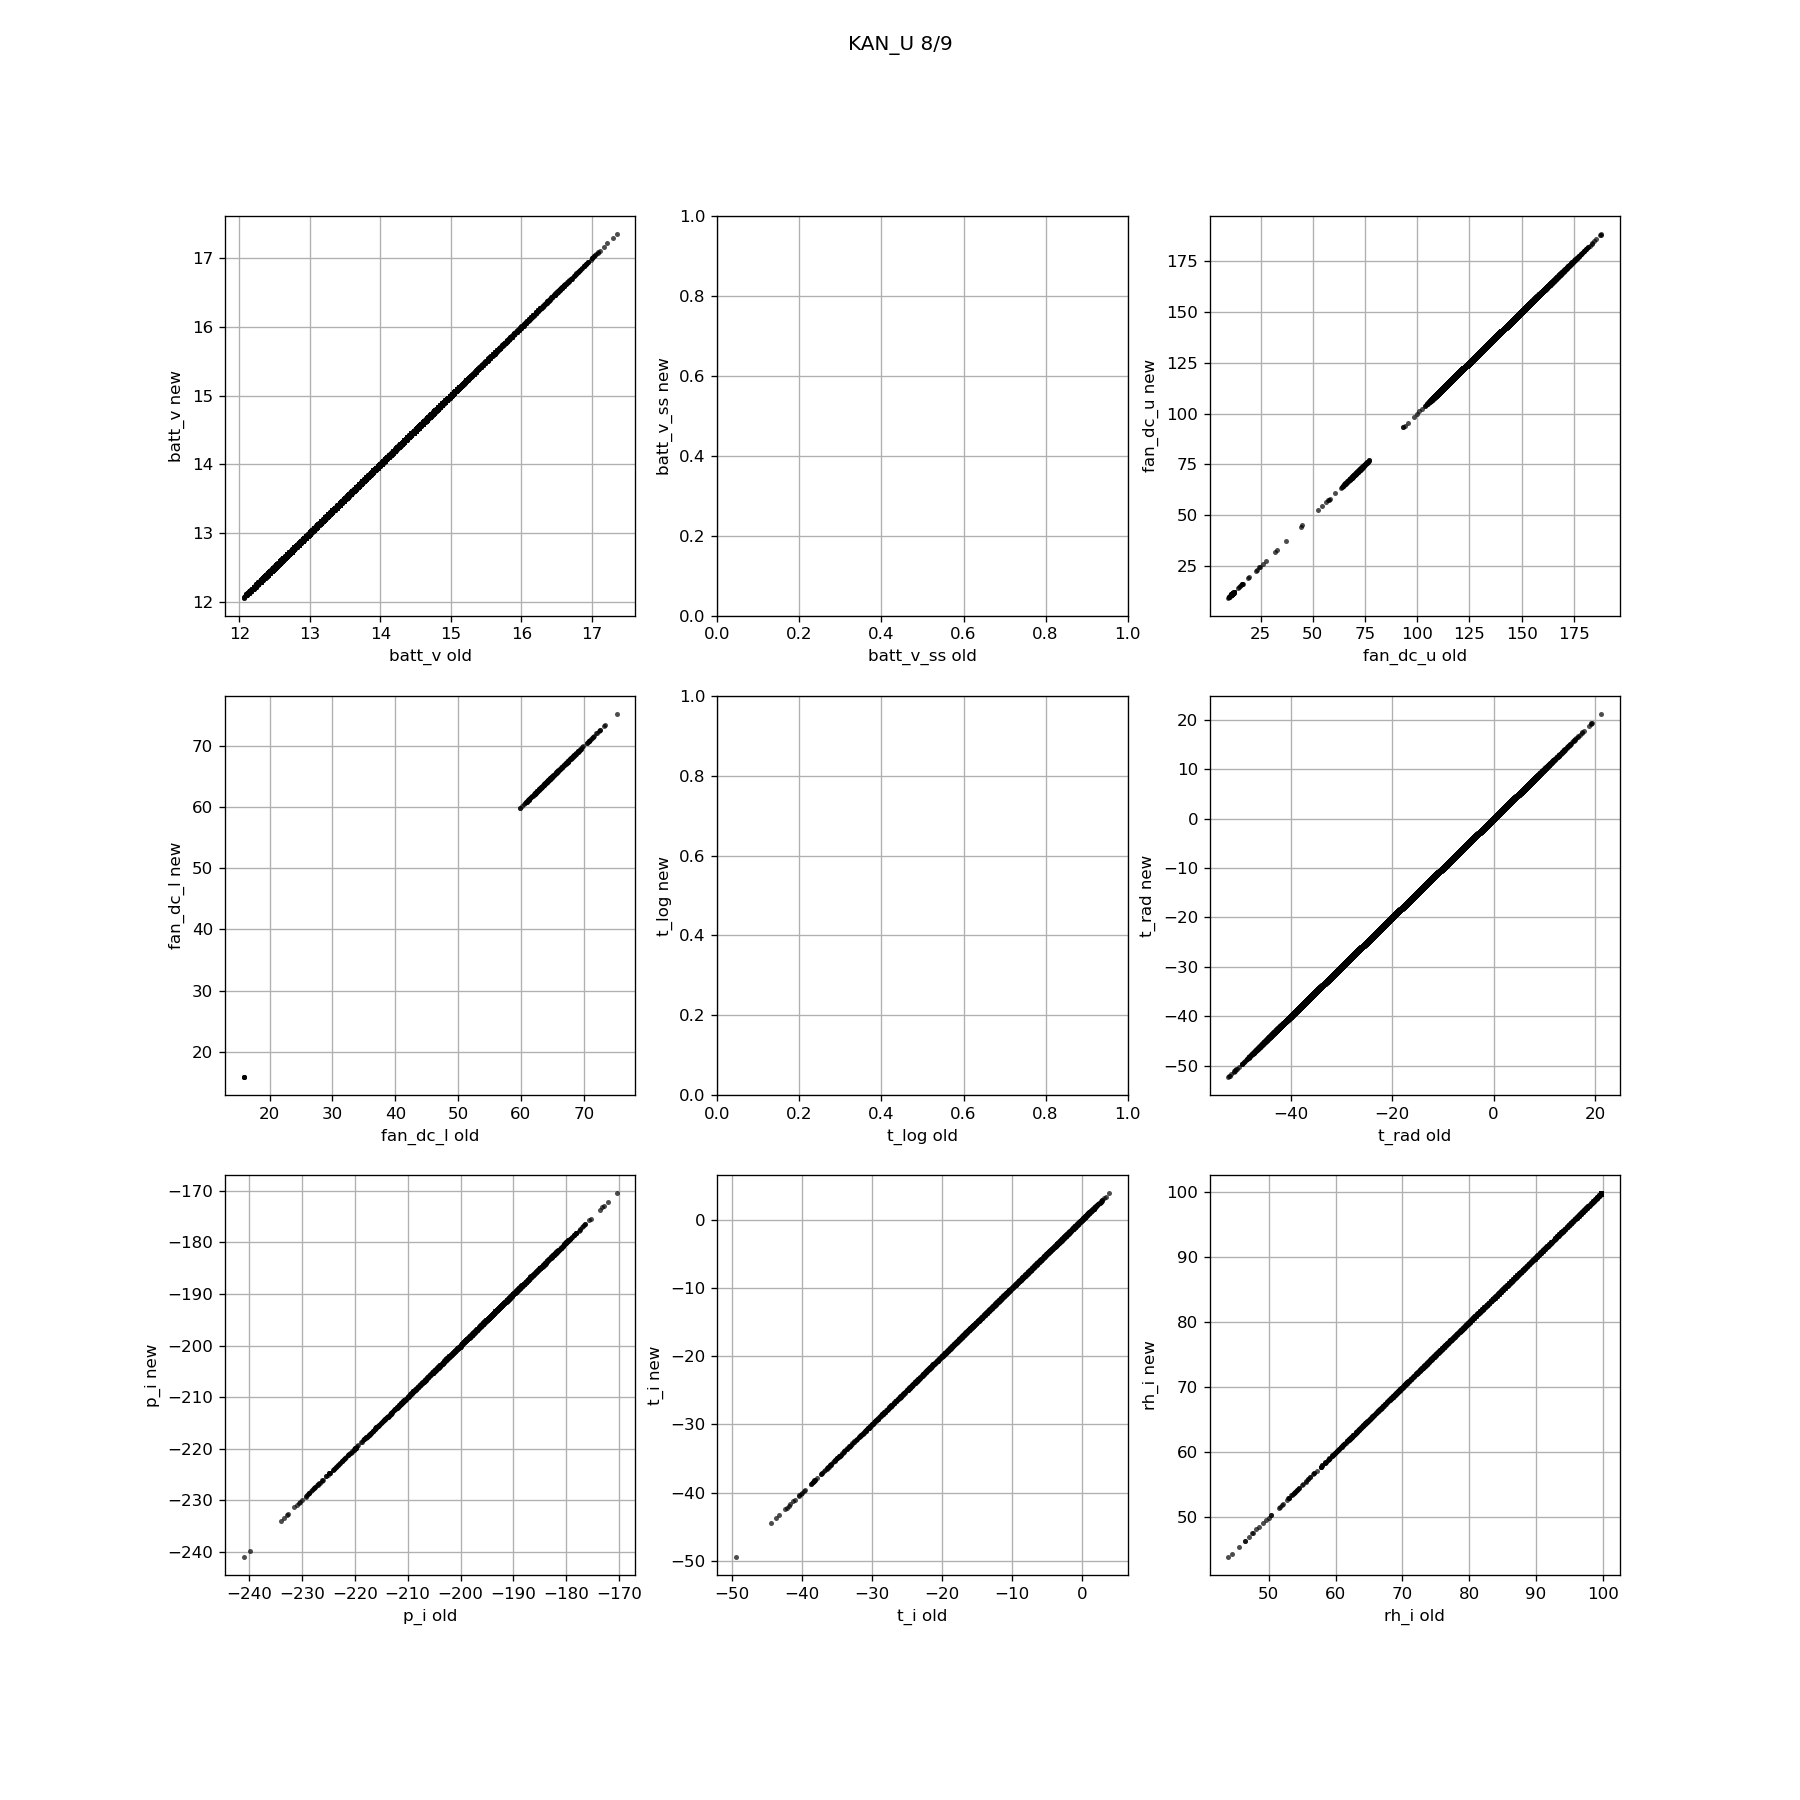 KAN_U 8/9
17
16
15
14
13
12
batt_v new
12 13 14 15 16 17
batt_v old
1.0
0.8
0.6
0.4
0.2
0.0
batt_v_ss new
0.0 0.2 0.4 0.6 0.8 1.0
batt_v_ss old
175
150
125
100
75
50
25
fan_dc_u new
25 50 75 100 125 150 175
fan_dc_u old
70
60
50
40
30
20
fan_dc_l new
20 30 40 50 60 70
fan_dc_l old
1.0
0.8
0.6
0.4
0.2
0.0
t_log new
0.0 0.2 0.4 0.6 0.8 1.0
t_log old
20
10
0
−10
−20
−30
−40
−50
t_rad new
−40 −20 0 20
t_rad old
−170
−180
−190
−200
−210
−220
−230
−240
p_i new
−240 −230 −220 −210 −200 −190 −180 −170
p_i old
0
−10
−20
−30
−40
−50
t_i new
−50 −40 −30 −20 −10 0
t_i old
100
90
80
70
60
50
rh_i new
50 60 70 80 90 100
rh_i old